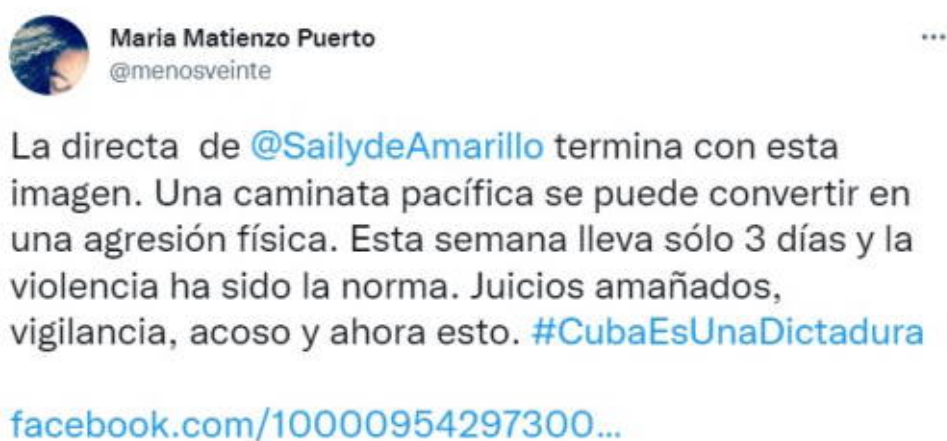 Maria Matienzo Puerto
@menosveinte
La directa de @SailydeAmarillo termina con esta
imagen. Una caminata pacífica se puede convertir en
una agresión física. Esta semana lleva sólo 3 días y la
violencia ha sido la norma. Juicios amañados,
vigilancia, acoso y ahora esto. #CubaEsUnaDictadura
facebook.com/10000954297300...